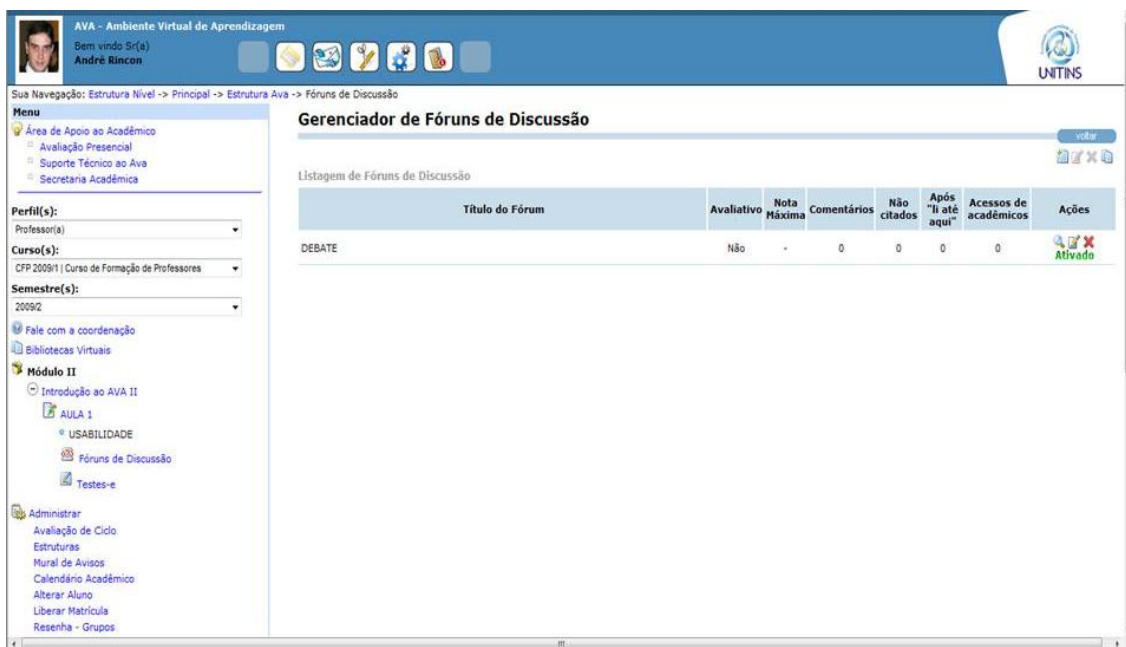 AVA - Ambiente Virtual de Aprendizagem
Bem vindo Sr(a)
André Rincon
UNITINS
Sua Navegação: Estrutura Nível -> Principal -> Estrutura Ava -> Fóruns de Discussão
Menu
Área de Apoio ao Acadêmico
Avaliação Presencial
Suporte Técnico ao Ava
Secretaria Acadêmica
Perfil(s):
Professor(a)
Curso(s):
CFP 2009/1 | Curso de Formação de Professores
Semestre(s):
2009/2
Fale com a coordenação
Bibliotecas Virtuais
Módulo II
Introdução ao AVA II
AULA 1
USABILIDADE
Fóruns de Discussão
Testes-e
Administrar
Avaliação de Ciclo
Estruturas
Mural de Avisos
Calendário Acadêmico
Alterar Aluno
Liberar Matrícula
Resenha - Grupos
Gerenciador de Fóruns de Discussão
voltar
Listagem de Fóruns de Discussão
Título do Fórum Avaliativo Nota Máxima Comentários Não citados Após "li até aqui" Acessos de acadêmicos Ações
DEBATE Não - 0 0 0 0
Ativado